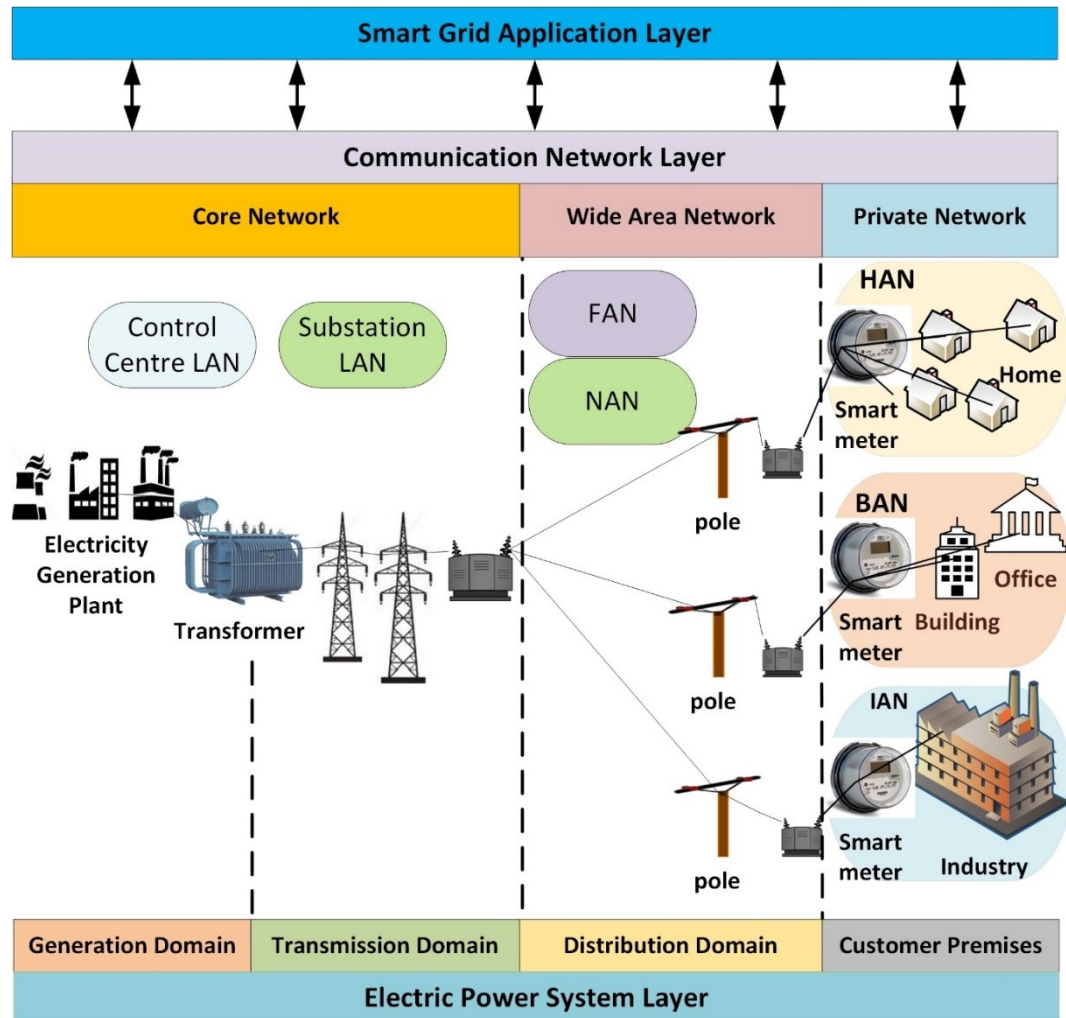 Smart Grid Application Layer
Communication Network Layer
Core Network
Wide Area Network
Private Network
Control
Centre LAN
Substation
LAN
FAN
NAN
HAN
Home
Smart
meter
Electricity
Generation
Plant
Transformer
pole
BAN
Office
Building
Smart
meter
pole
IAN
Smart
meter
Industry
pole
Generation Domain
Transmission Domain
Distribution Domain
Customer Premises
Electric Power System Layer